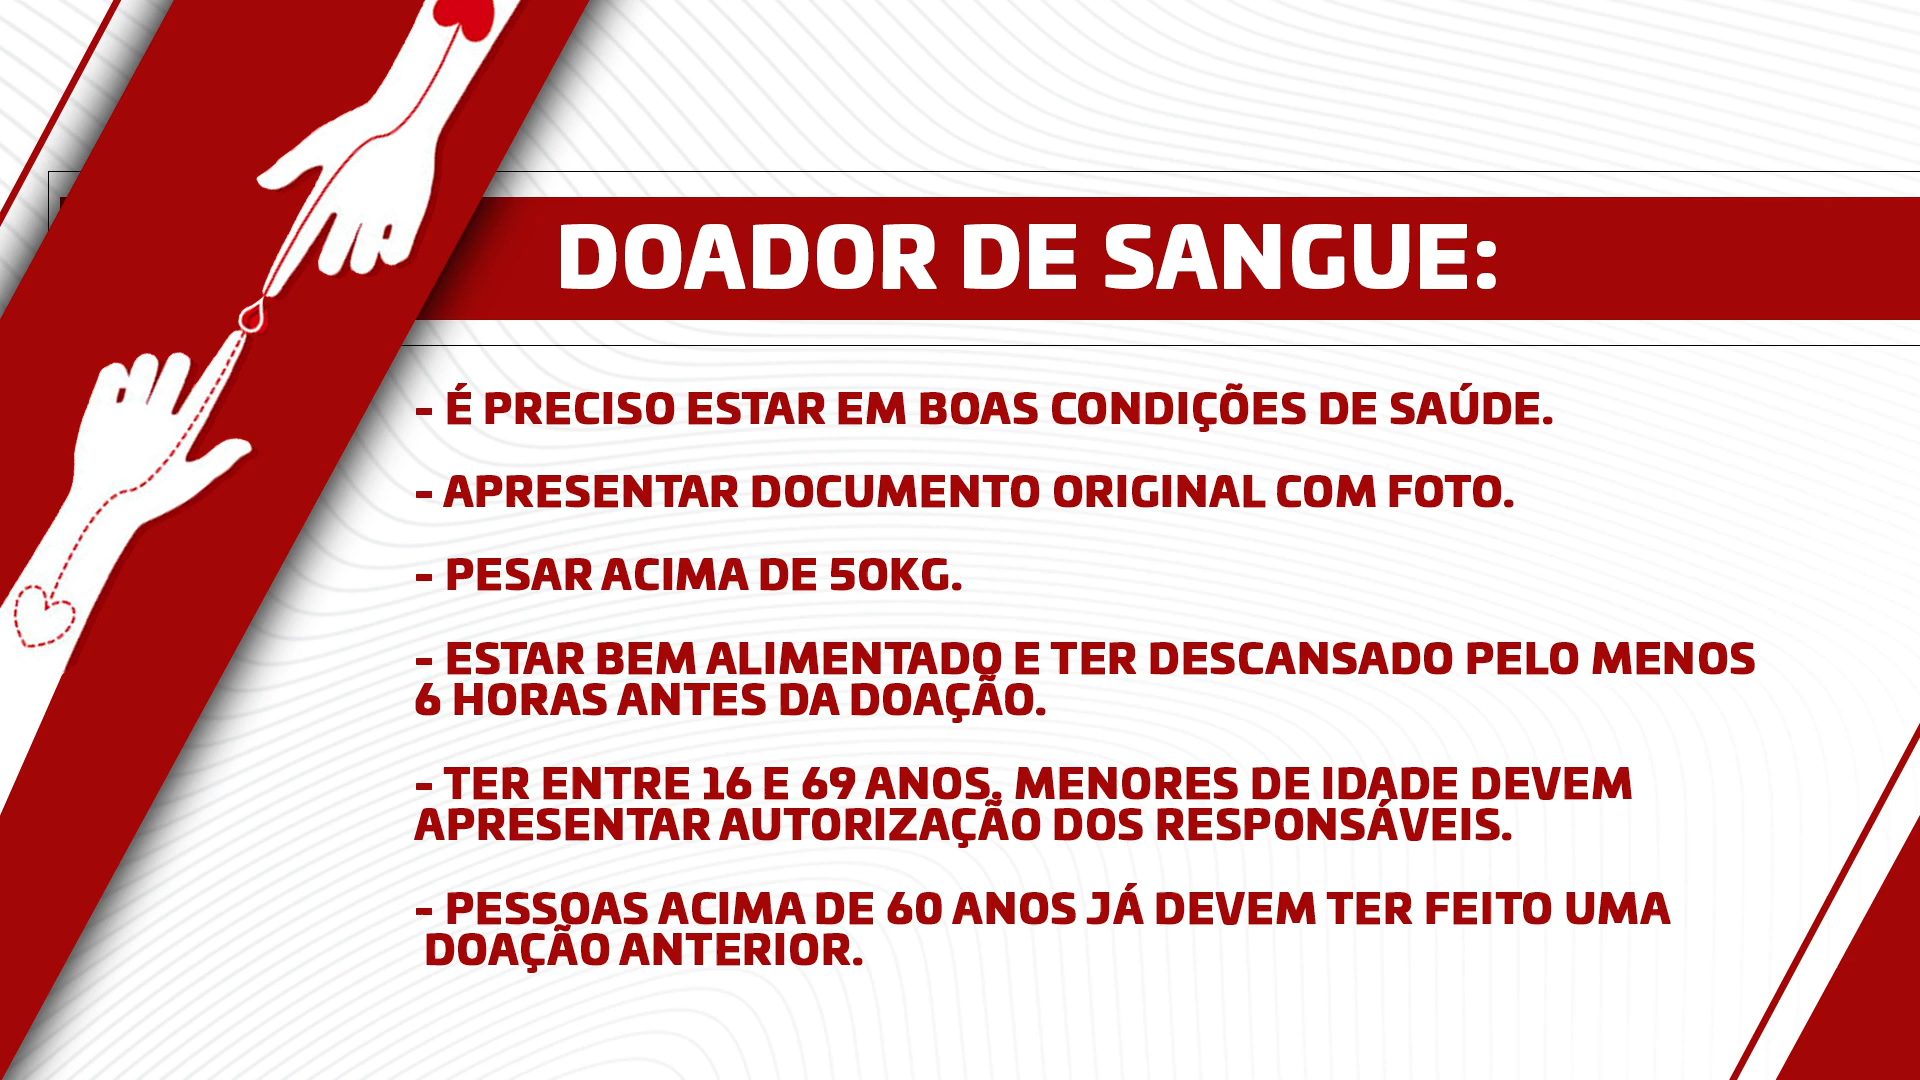 DOADOR DE SANGUE:
- É PRECISO ESTAR EM BOAS CONDIÇÕES DE SAÚDE.
- APRESENTAR DOCUMENTO ORIGINAL COM FOTO.
- PESAR ACIMA DE 50KG.
- ESTAR BEM ALIMENTADO E TER DESCANSADO PELO MENOS
6 HORAS ANTES DA DOAÇÃO.
- TER ENTRE 16 E 69 ANOS. MENORES DE IDADE DEVEM
APRESENTAR AUTORIZAÇÃO DOS RESPONSÁVEIS.
- PESSOAS ACIMA DE 60 ANOS JÁ DEVEM TER FEITO UMA
DOAÇÃO ANTERIOR.